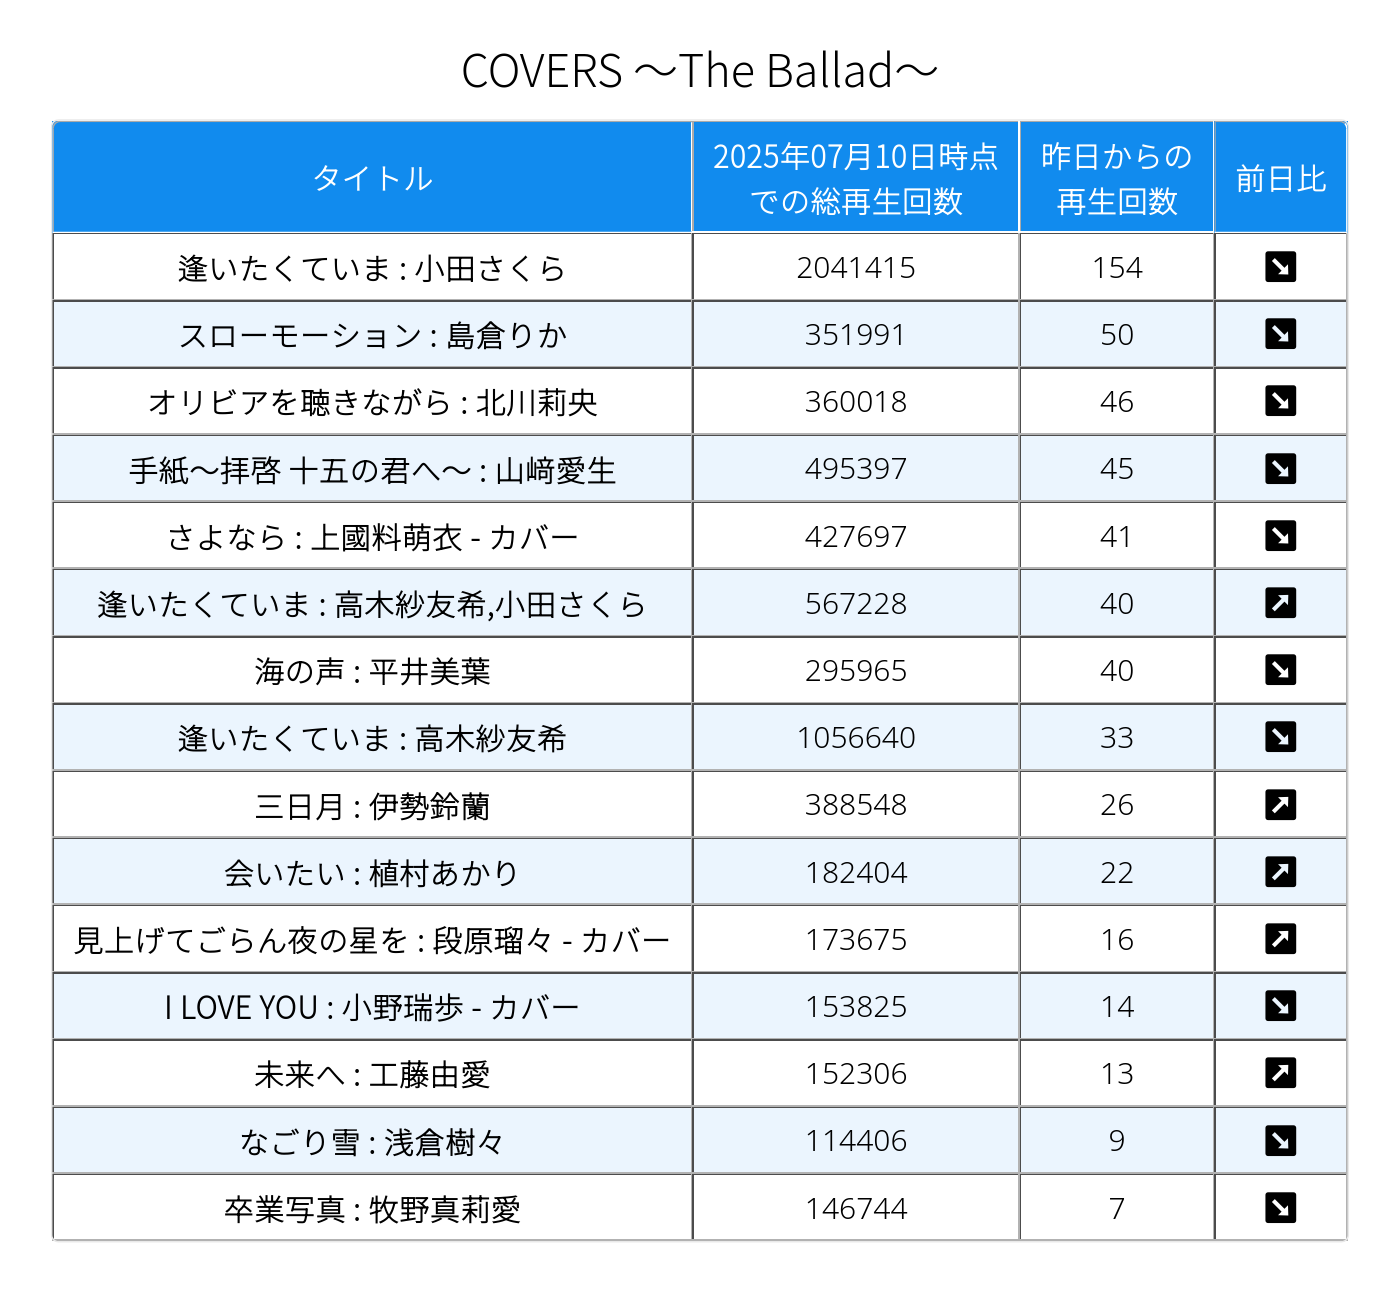 COVERS ～The Ballad～
タイトル
2025年07月10日時点
での総再生回数
昨日からの
再生回数
前日比
逢いたくていま : 小田さくら 2041415 154
スローモーション : 島倉りか 351991 50
オリビアを聴きながら : 北川莉央 360018 46
手紙～拝啓 十五の君へ～ : 山﨑愛生 495397 45
さよなら : 上國料萌衣 - カバー 427697 41
逢いたくていま : 高木紗友希,小田さくら 567228 40
海の声 : 平井美葉 295965 40
逢いたくていま : 高木紗友希 1056640 33
三日月 : 伊勢鈴蘭 388548 26
会いたい : 植村あかり 182404 22
見上げてごらん夜の星を : 段原瑠々 - カバー 173675 16
I LOVE YOU : 小野瑞歩 - カバー 153825 14
未来へ : 工藤由愛 152306 13
なごり雪 : 浅倉樹々 114406 9
卒業写真 : 牧野真莉愛 146744 7